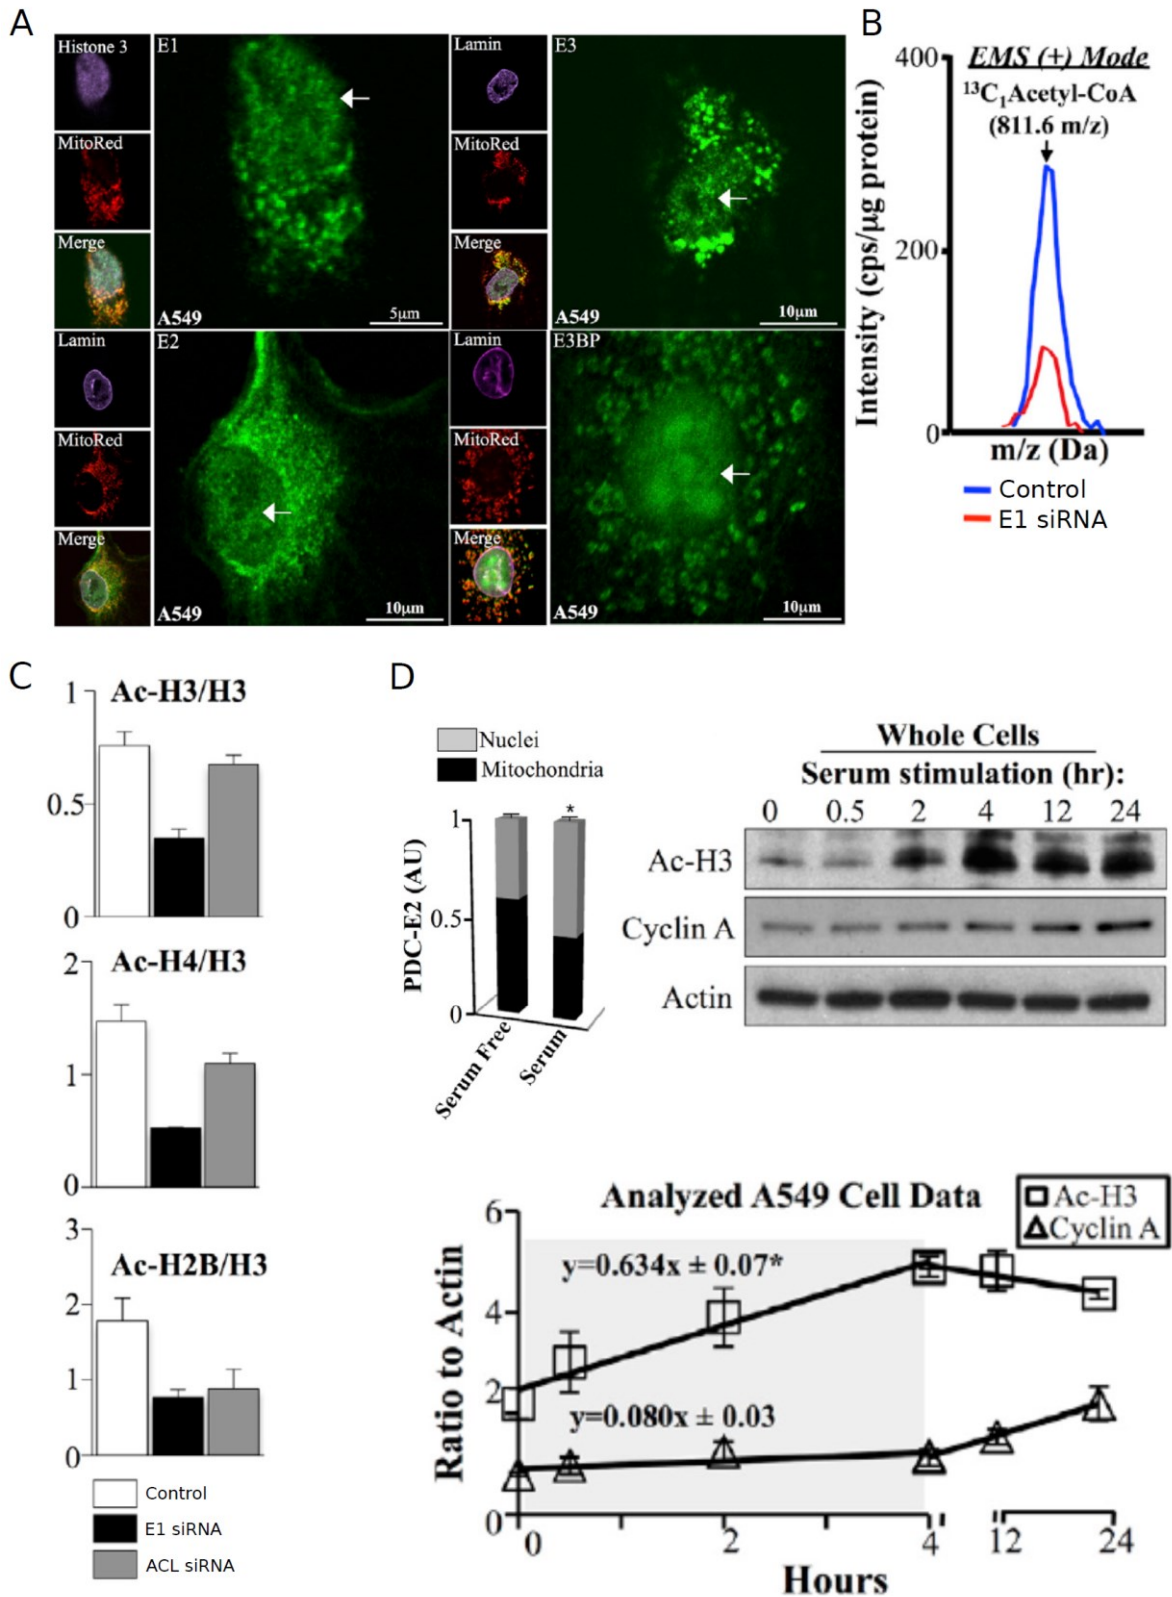 A
Histone 3
E1
MitoRed
Merge
A549
5μm
Lamin
E3
MitoRed
Merge
A549
10μm
Lamin
E2
MitoRed
Merge
A549
10μm
Lamin
E3BP
MitoRed
Merge
A549
10μm
B
EMS (+) Mode
¹³C₁Acetyl-CoA
(811.6 m/z)
Intensity (cps/μg protein)
400
200
0
m/z (Da)
Control
E1 siRNA
C
Ac-H3/H3
1
0.5
0
Ac-H4/H3
2
1
0
Ac-H2B/H3
3
2
1
0
Control
E1 siRNA
ACL siRNA
D
Nuclei
Mitochondria
PDC-E2 (AU)
1
0.5
0
*
Serum Free
Serum
Whole Cells
Serum stimulation (hr):
0 0.5 2 4 12 24
Ac-H3
Cyclin A
Actin
Analyzed A549 Cell Data
Ac-H3
Cyclin A
Ratio to Actin
6
4
2
0
y=0.634x ± 0.07*
y=0.080x ± 0.03
0 2 4 12 24
Hours